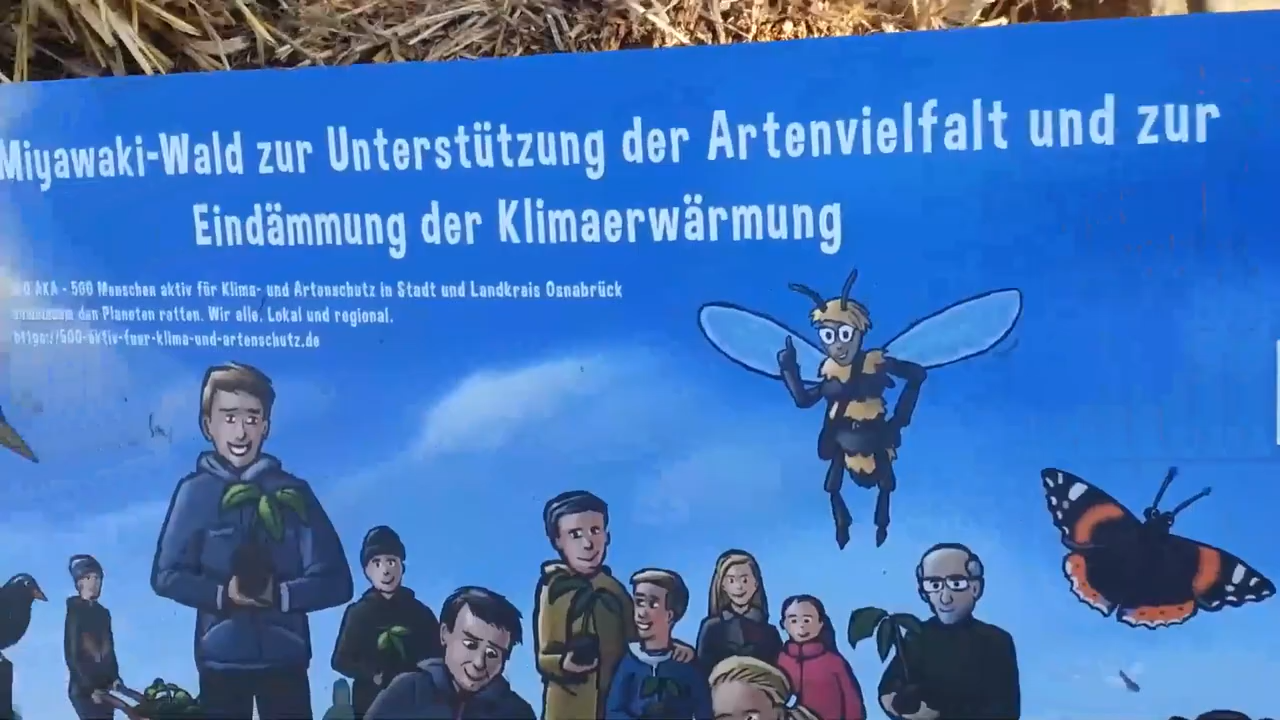 Miyawaki-Wald zur Unterstützung der Artenvielfalt und zur
Eindämmung der Klimaerwärmung
AKA - 500 Menschen aktiv für Klima- und Artenschutz in Stadt und Landkreis Osnabrück
gemeinsam den Planeten retten. Wir alle. Lokal und regional.
https://500-aktiv-fuer-klima-und-artenschutz.de